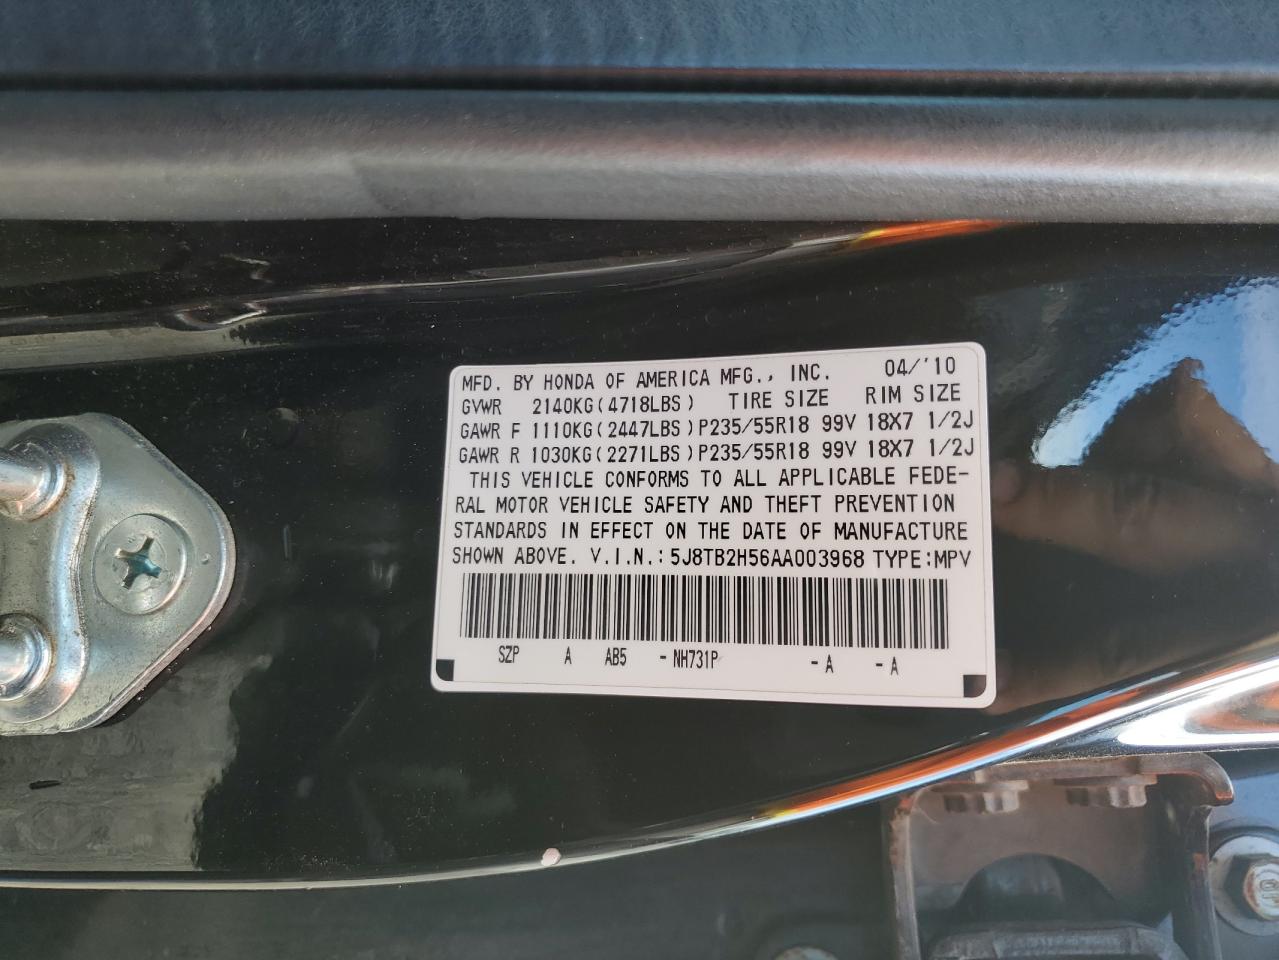 MFD. BY HONDA OF AMERICA MFG., INC. 04/'10
GVWR 2140KG(4718LBS) TIRE SIZE RIM SIZE
GAWR F 1110KG(2447LBS)P235/55R18 99V 18X7 1/2J
GAWR R 1030KG(2271LBS)P235/55R18 99V 18X7 1/2J
THIS VEHICLE CONFORMS TO ALL APPLICABLE FEDE-
RAL MOTOR VEHICLE SAFETY AND THEFT PREVENTION
STANDARDS IN EFFECT ON THE DATE OF MANUFACTURE
SHOWN ABOVE. V.I.N.:5J8TB2H56AA003968 TYPE:MPV
SZP A AB5 -NH731P -A -A